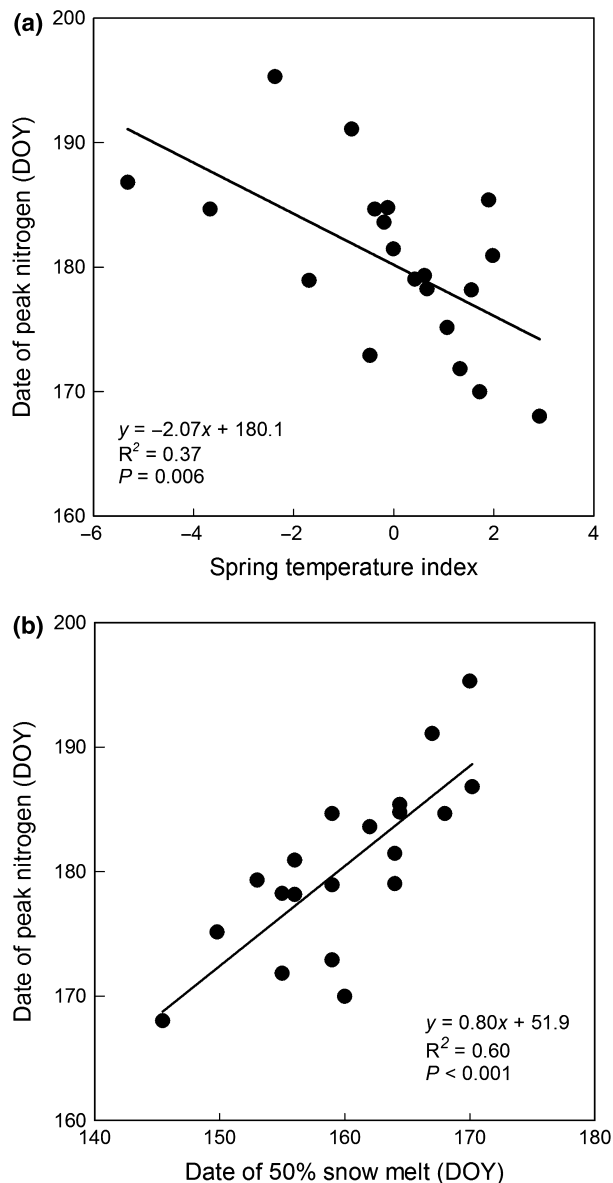 (a)
200
190
180
170
160
Date of peak nitrogen (DOY)
y = –2.07x + 180.1
R² = 0.37
P = 0.006
–6 –4 –2 0 2 4
Spring temperature index
(b)
200
190
180
170
160
Date of peak nitrogen (DOY)
y = 0.80x + 51.9
R² = 0.60
P < 0.001
140 150 160 170 180
Date of 50% snow melt (DOY)